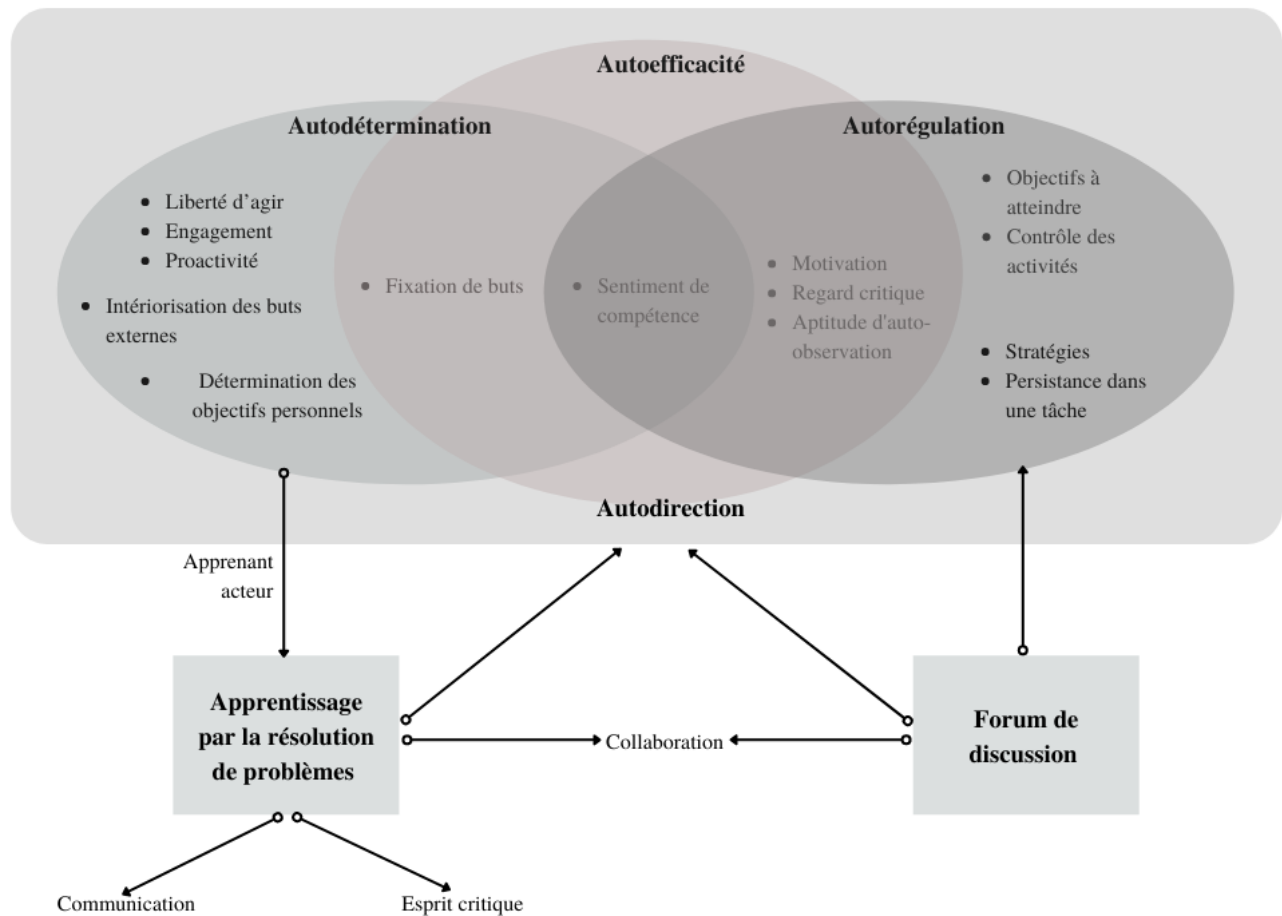 Autoefficacité
Autodétermination
Autorégulation
• Liberté d'agir
• Engagement
• Proactivité
• Intériorisation des buts
externes
• Détermination des
objectifs personnels
• Fixation de buts
• Sentiment de
compétence
• Motivation
• Regard critique
• Aptitude d'auto-
observation
• Objectifs à
atteindre
• Contrôle des
activités
• Stratégies
• Persistance dans
une tâche
Autodirection
Apprenant
acteur
Apprentissage
par la résolution
de problèmes
Collaboration
Forum de
discussion
Communication
Esprit critique